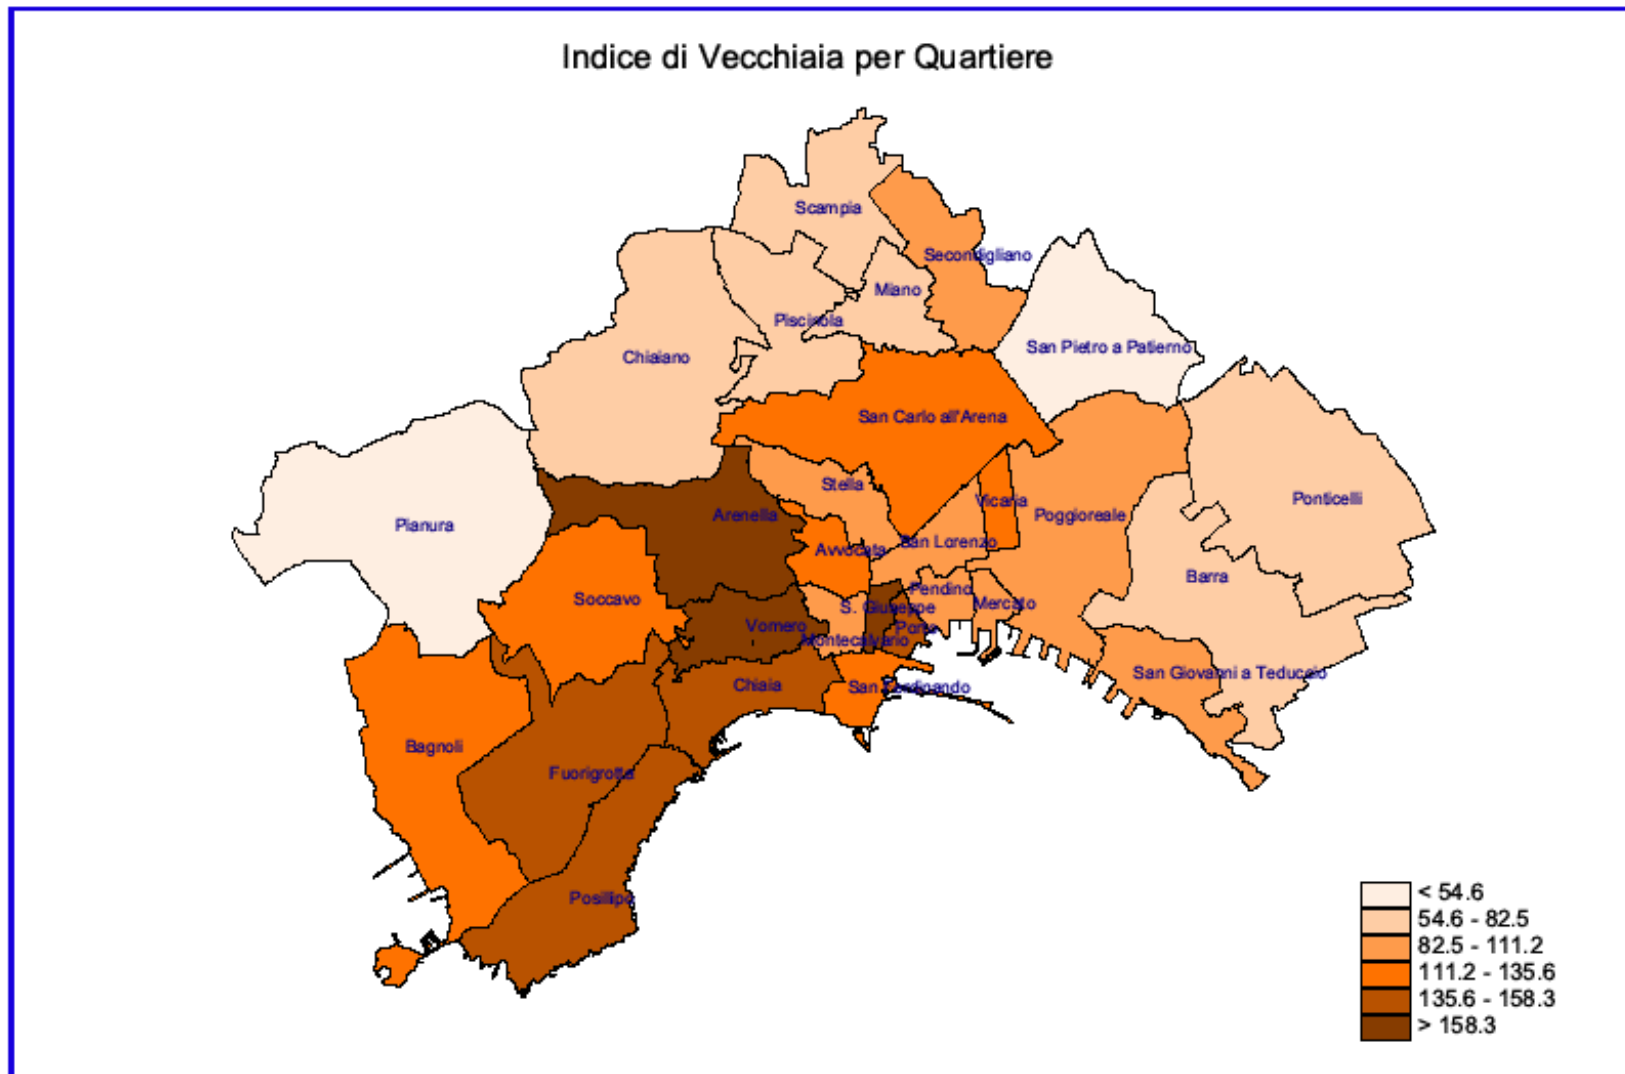 Indice di Vecchiaia per Quartiere
Scampia
Secondigliano
Miano
Piscinola
San Pietro a Patierno
Chiaiano
San Carlo all'Arena
Stella
Vicaria
Ponticelli
Pianura
Arenella
Poggioreale
Avvocata
San Lorenzo
Barra
Soccavo
Pendino
S. Giuseppe
Mercato
Vomero
Porto
Montecalvario
San Giovanni a Teduccio
Chiaia
San Ferdinando
Bagnoli
Fuorigrotta
Posillipo
< 54.6
54.6 - 82.5
82.5 - 111.2
111.2 - 135.6
135.6 - 158.3
> 158.3